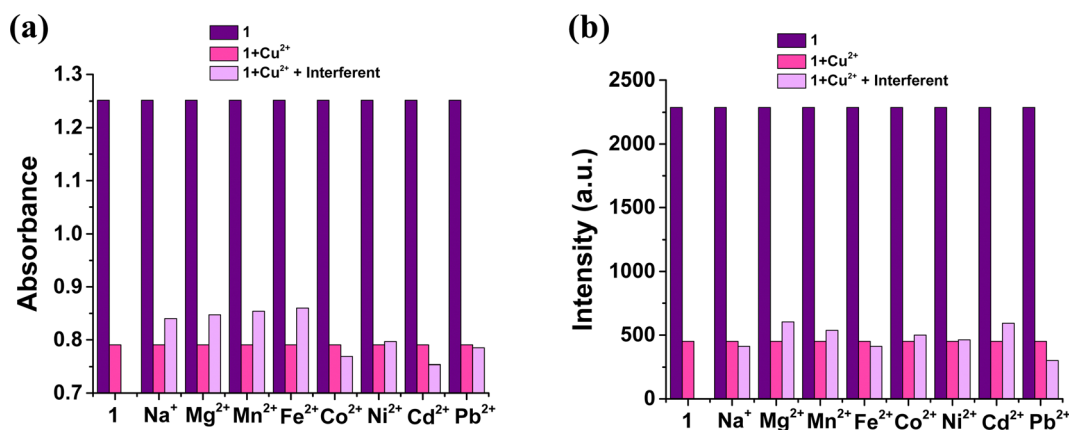 (a)
1
1+Cu²⁺
1+Cu²⁺ + Interferent
Absorbance
1.3
1.2
1.1
1.0
0.9
0.8
0.7
1 Na⁺ Mg²⁺ Mn²⁺ Fe²⁺ Co²⁺ Ni²⁺ Cd²⁺ Pb²⁺
(b)
1
1+Cu²⁺
1+Cu²⁺ + Interferent
Intensity (a.u.)
2500
2000
1500
1000
500
0
1 Na⁺ Mg²⁺ Mn²⁺ Fe²⁺ Co²⁺ Ni²⁺ Cd²⁺ Pb²⁺